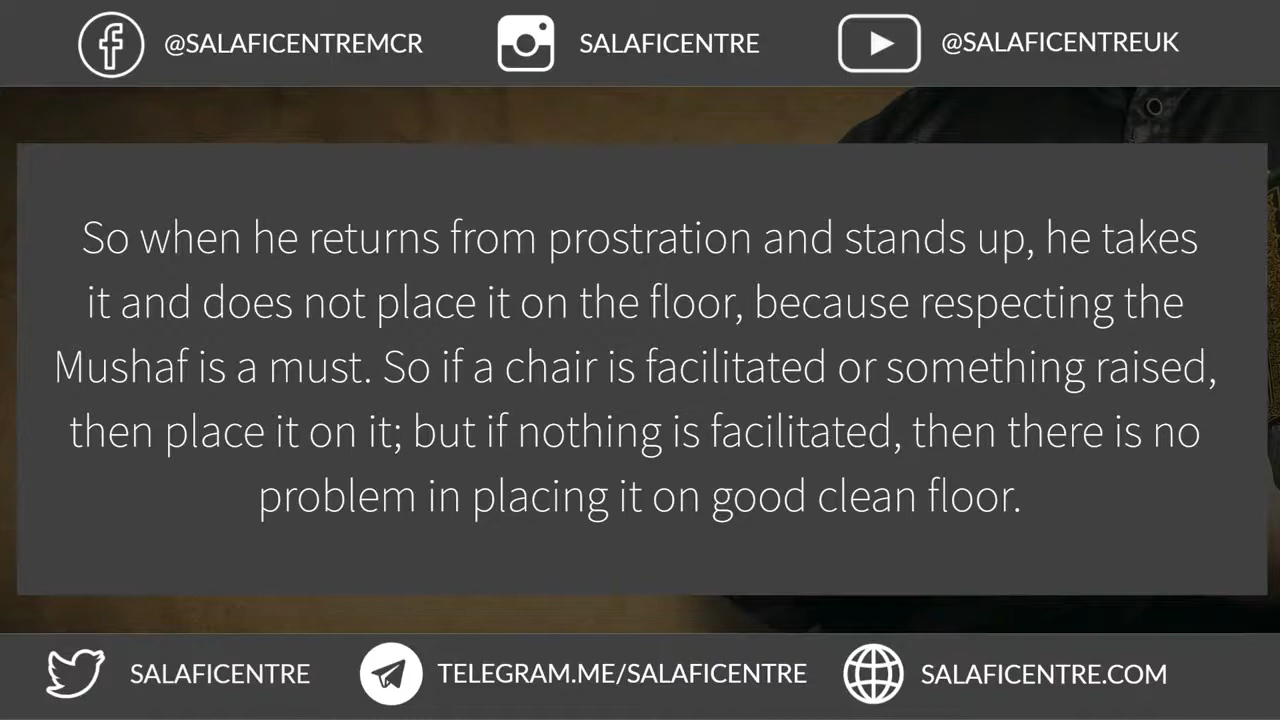 @SALAFICENTREMCR SALAFICENTRE @SALAFICENTREUK
So when he returns from prostration and stands up, he takes
it and does not place it on the floor, because respecting the
Mushaf is a must. So if a chair is facilitated or something raised,
then place it on it; but if nothing is facilitated, then there is no
problem in placing it on good clean floor.
SALAFICENTRE TELEGRAM.ME/SALAFICENTRE SALAFICENTRE.COM